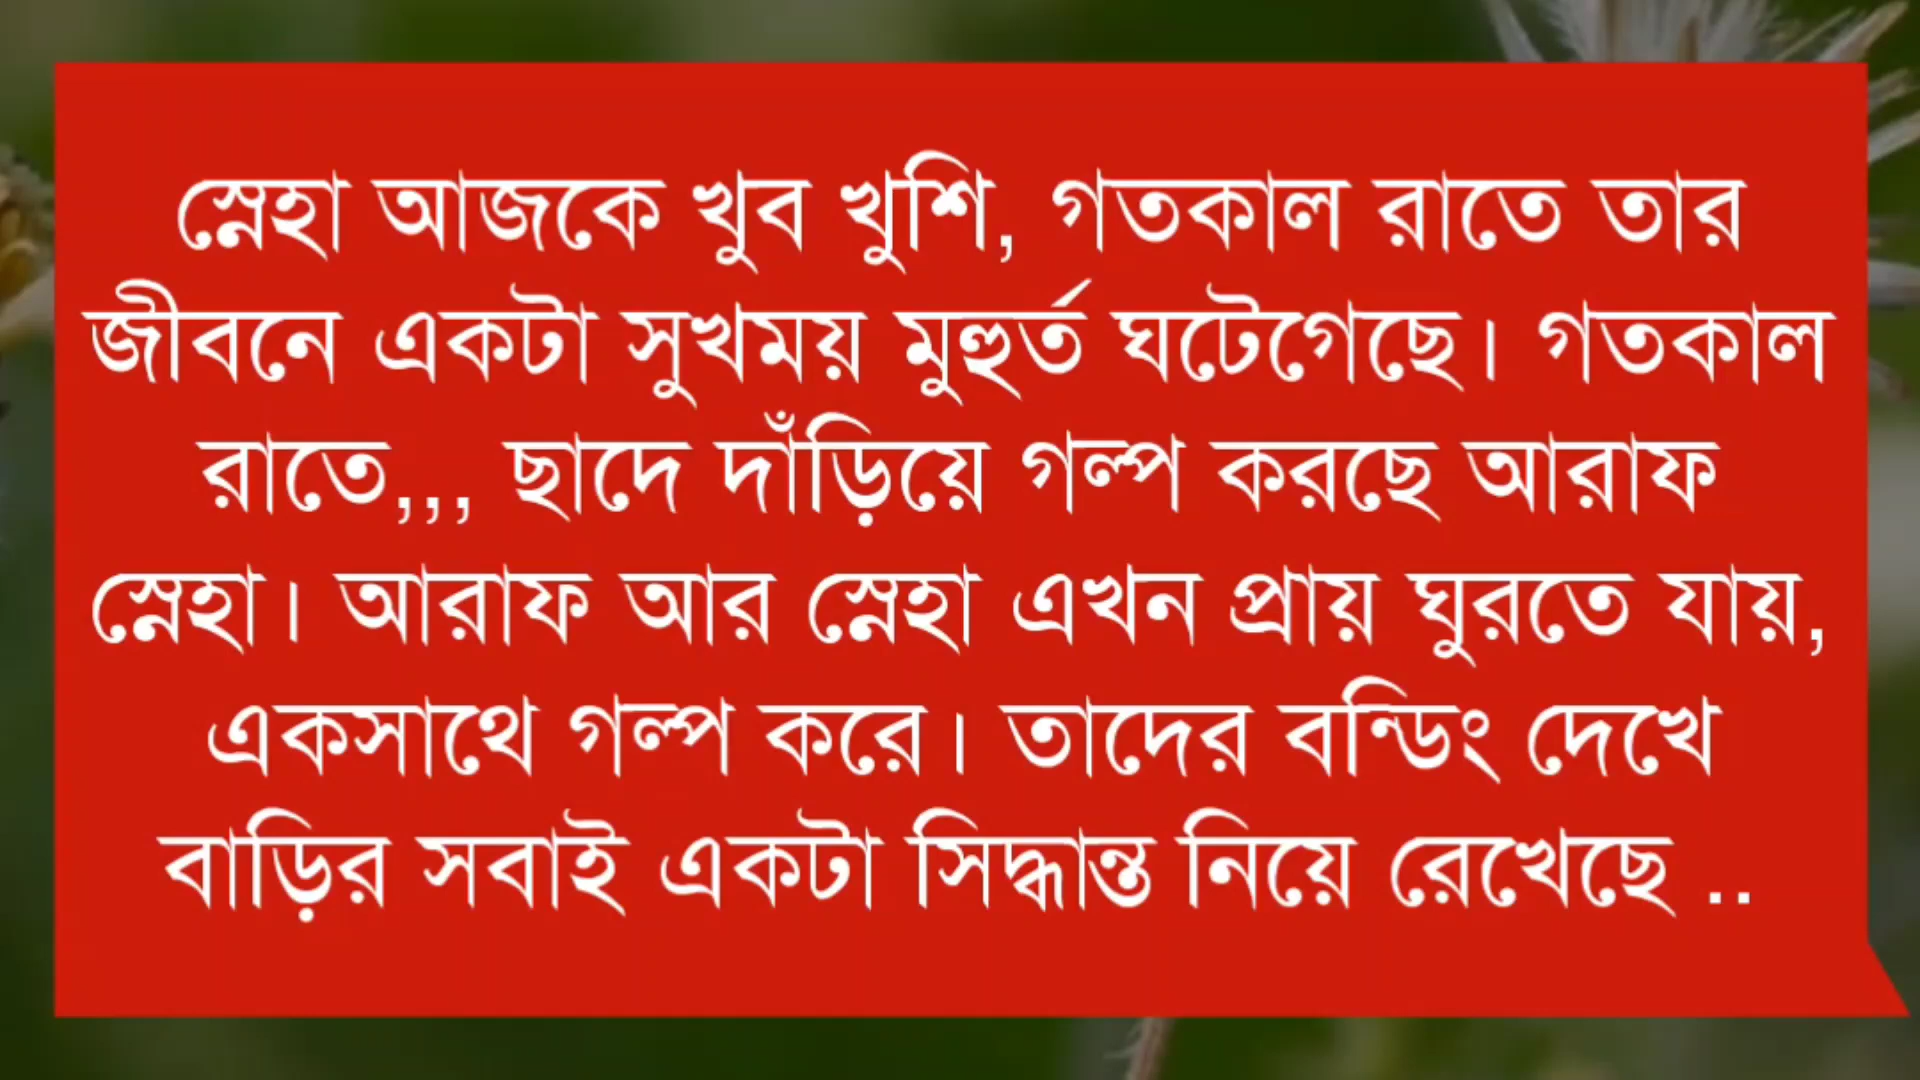 স্নেহা আজকে খুব খুশি, গতকাল রাতে তার
জীবনে একটা সুখময় মুহুর্ত ঘটেগেছে। গতকাল
রাতে,,, ছাদে দাঁড়িয়ে গল্প করছে আরাফ
স্নেহা। আরাফ আর স্নেহা এখন প্রায় ঘুরতে যায়,
একসাথে গল্প করে। তাদের বন্ডিং দেখে
বাড়ির সবাই একটা সিদ্ধান্ত নিয়ে রেখেছে ..